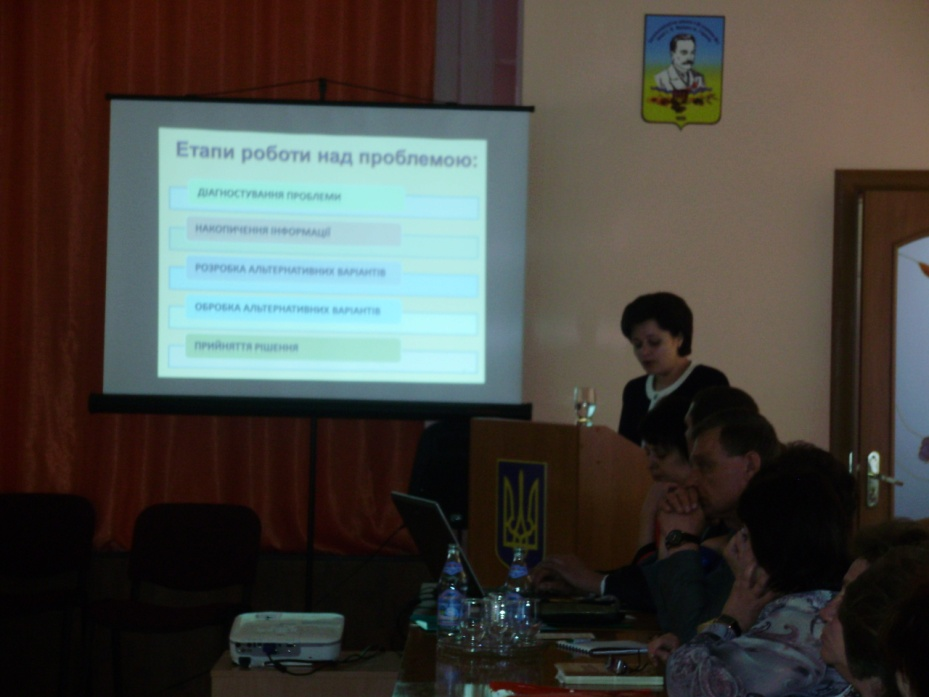 Етапи роботи над проблемою:
ДІАГНОСТУВАННЯ ПРОБЛЕМИ
НАКОПИЧЕННЯ ІНФОРМАЦІЇ
РОЗРОБКА АЛЬТЕРНАТИВНИХ ВАРІАНТІВ
ОБРОБКА АЛЬТЕРНАТИВНИХ ВАРІАНТІВ
ПРИЙНЯТТЯ РІШЕННЯ